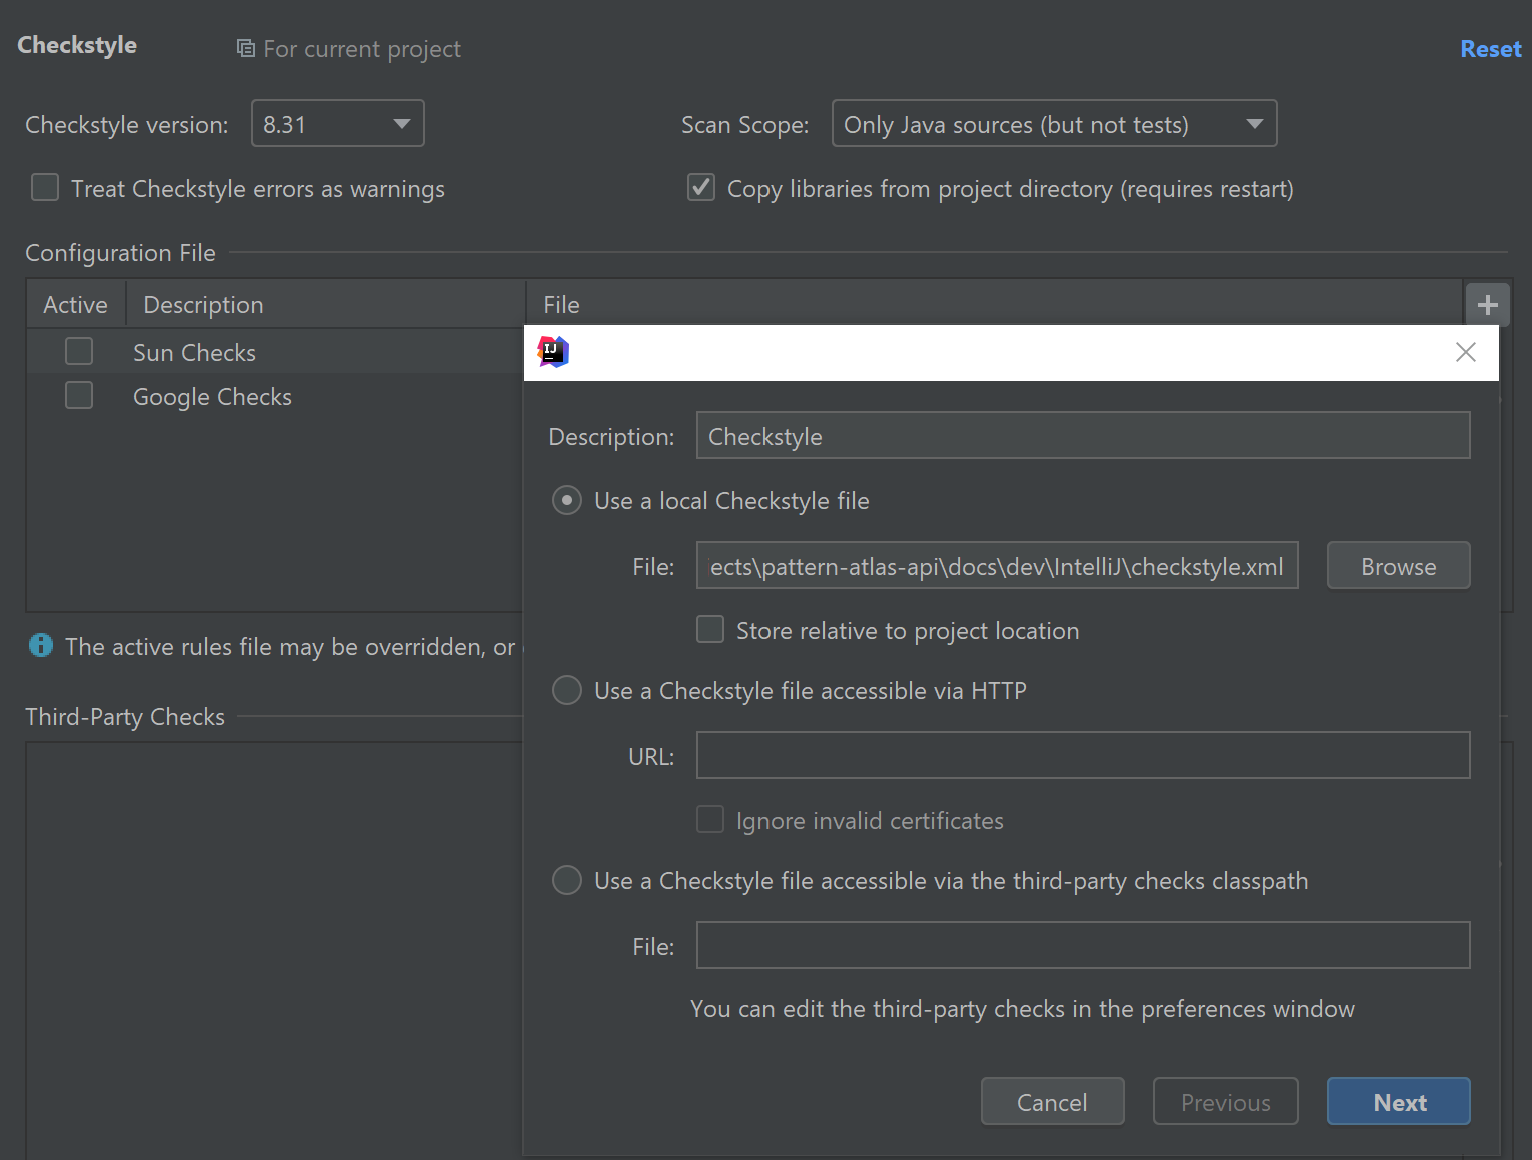 Checkstyle For current project Reset
Checkstyle version: 8.31 Scan Scope: Only Java sources (but not tests)
Treat Checkstyle errors as warnings Copy libraries from project directory (requires restart)
Configuration File
Active Description File +
Sun Checks
Google Checks
The active rules file may be overridden, or
Third-Party Checks
IJ
Description: Checkstyle
Use a local Checkstyle file
File: ects\pattern-atlas-api\docs\dev\IntelliJ\checkstyle.xml Browse
Store relative to project location
Use a Checkstyle file accessible via HTTP
URL:
Ignore invalid certificates
Use a Checkstyle file accessible via the third-party checks classpath
File:
You can edit the third-party checks in the preferences window
Cancel Previous Next